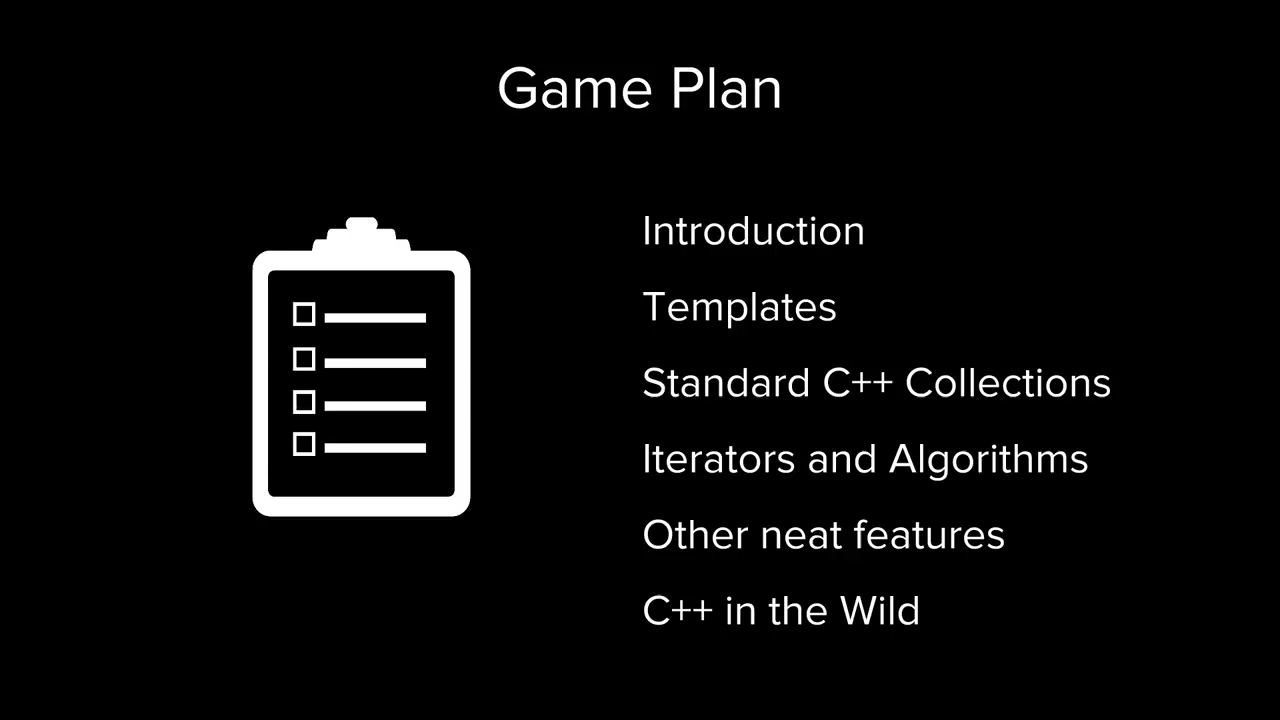 Game Plan
Introduction
Templates
Standard C++ Collections
Iterators and Algorithms
Other neat features
C++ in the Wild